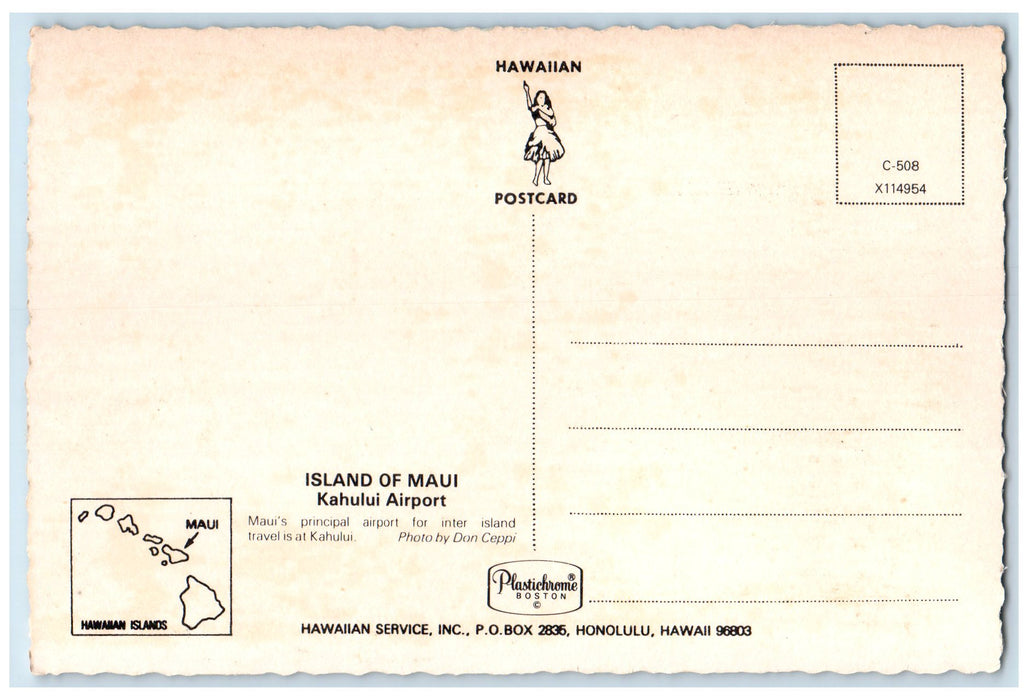 HAWAIIAN
POSTCARD
C-508
X114954
ISLAND OF MAUI
Kahului Airport
Maui's principal airport for inter island
travel is at Kahului. Photo by Don Ceppi
MAUI
HAWAIIAN ISLANDS
Plastichrome®
BOSTON
©
HAWAIIAN SERVICE, INC., P.O.BOX 2835, HONOLULU, HAWAII 96803